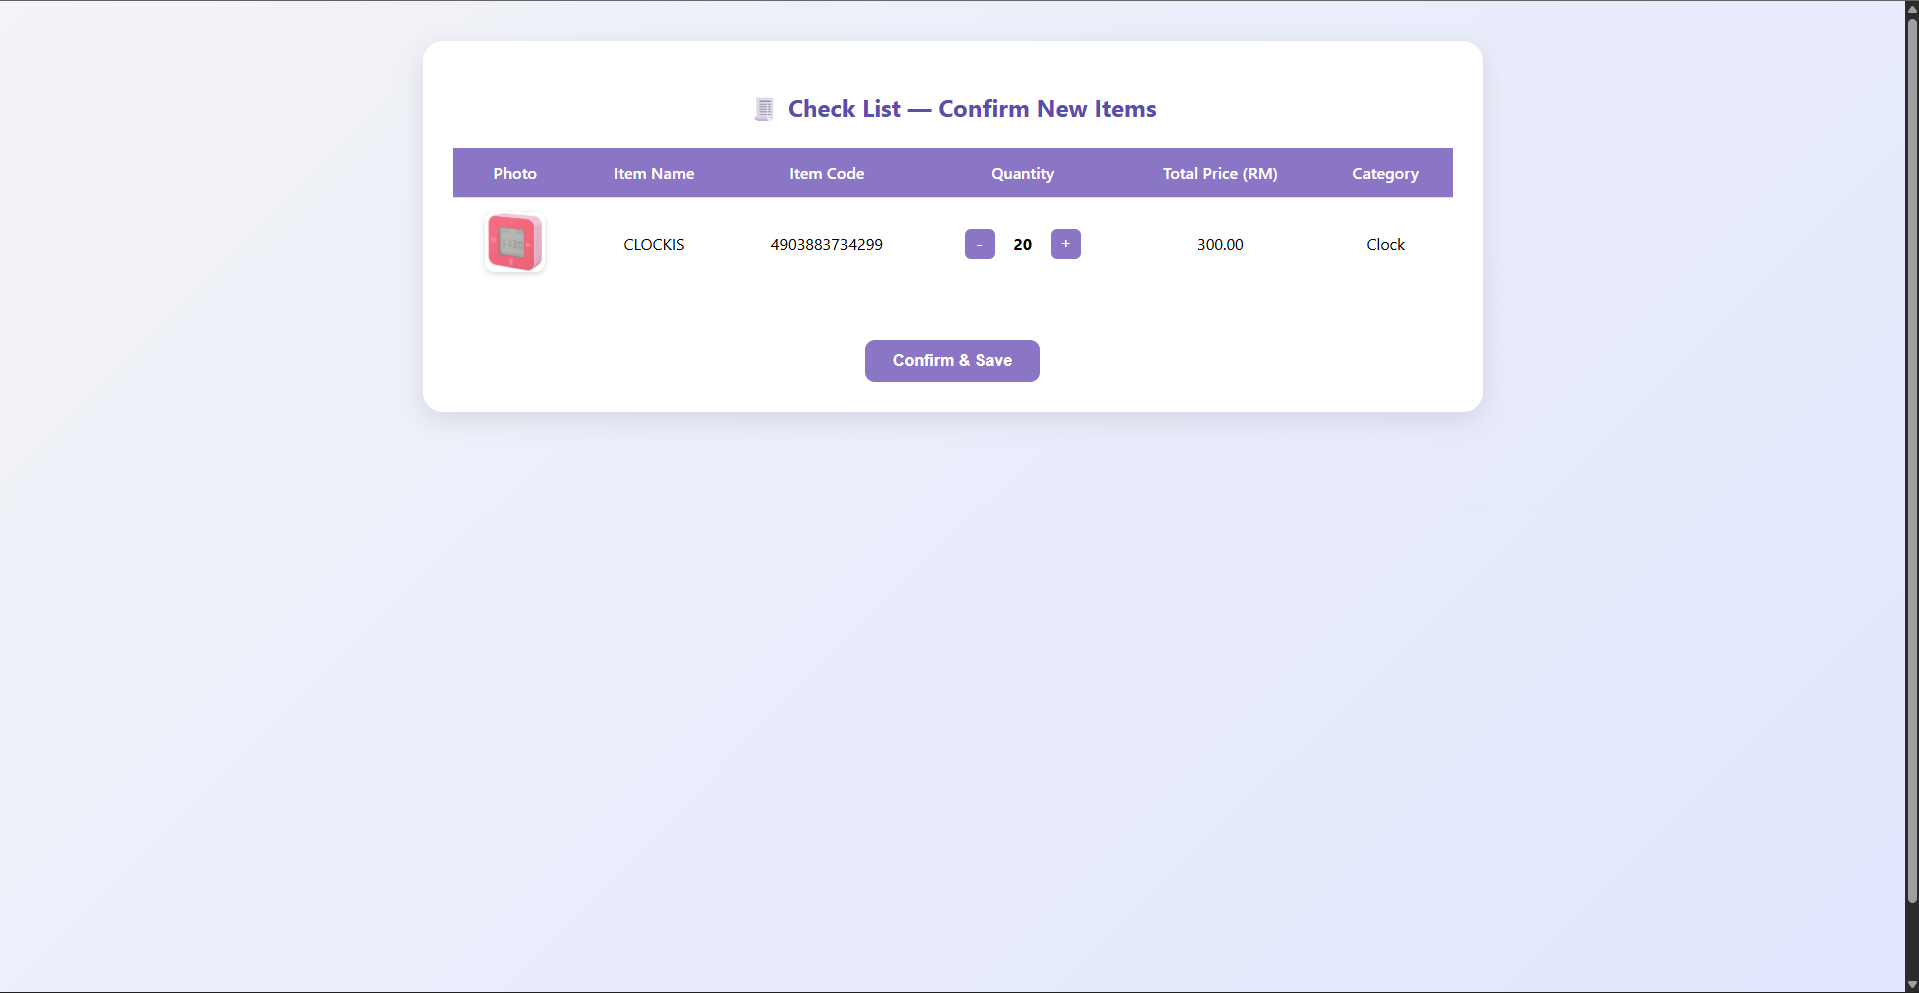 Check List — Confirm New Items
Photo Item Name Item Code Quantity Total Price (RM) Category
CLOCKIS 4903883734299 - 20 + 300.00 Clock
Confirm & Save